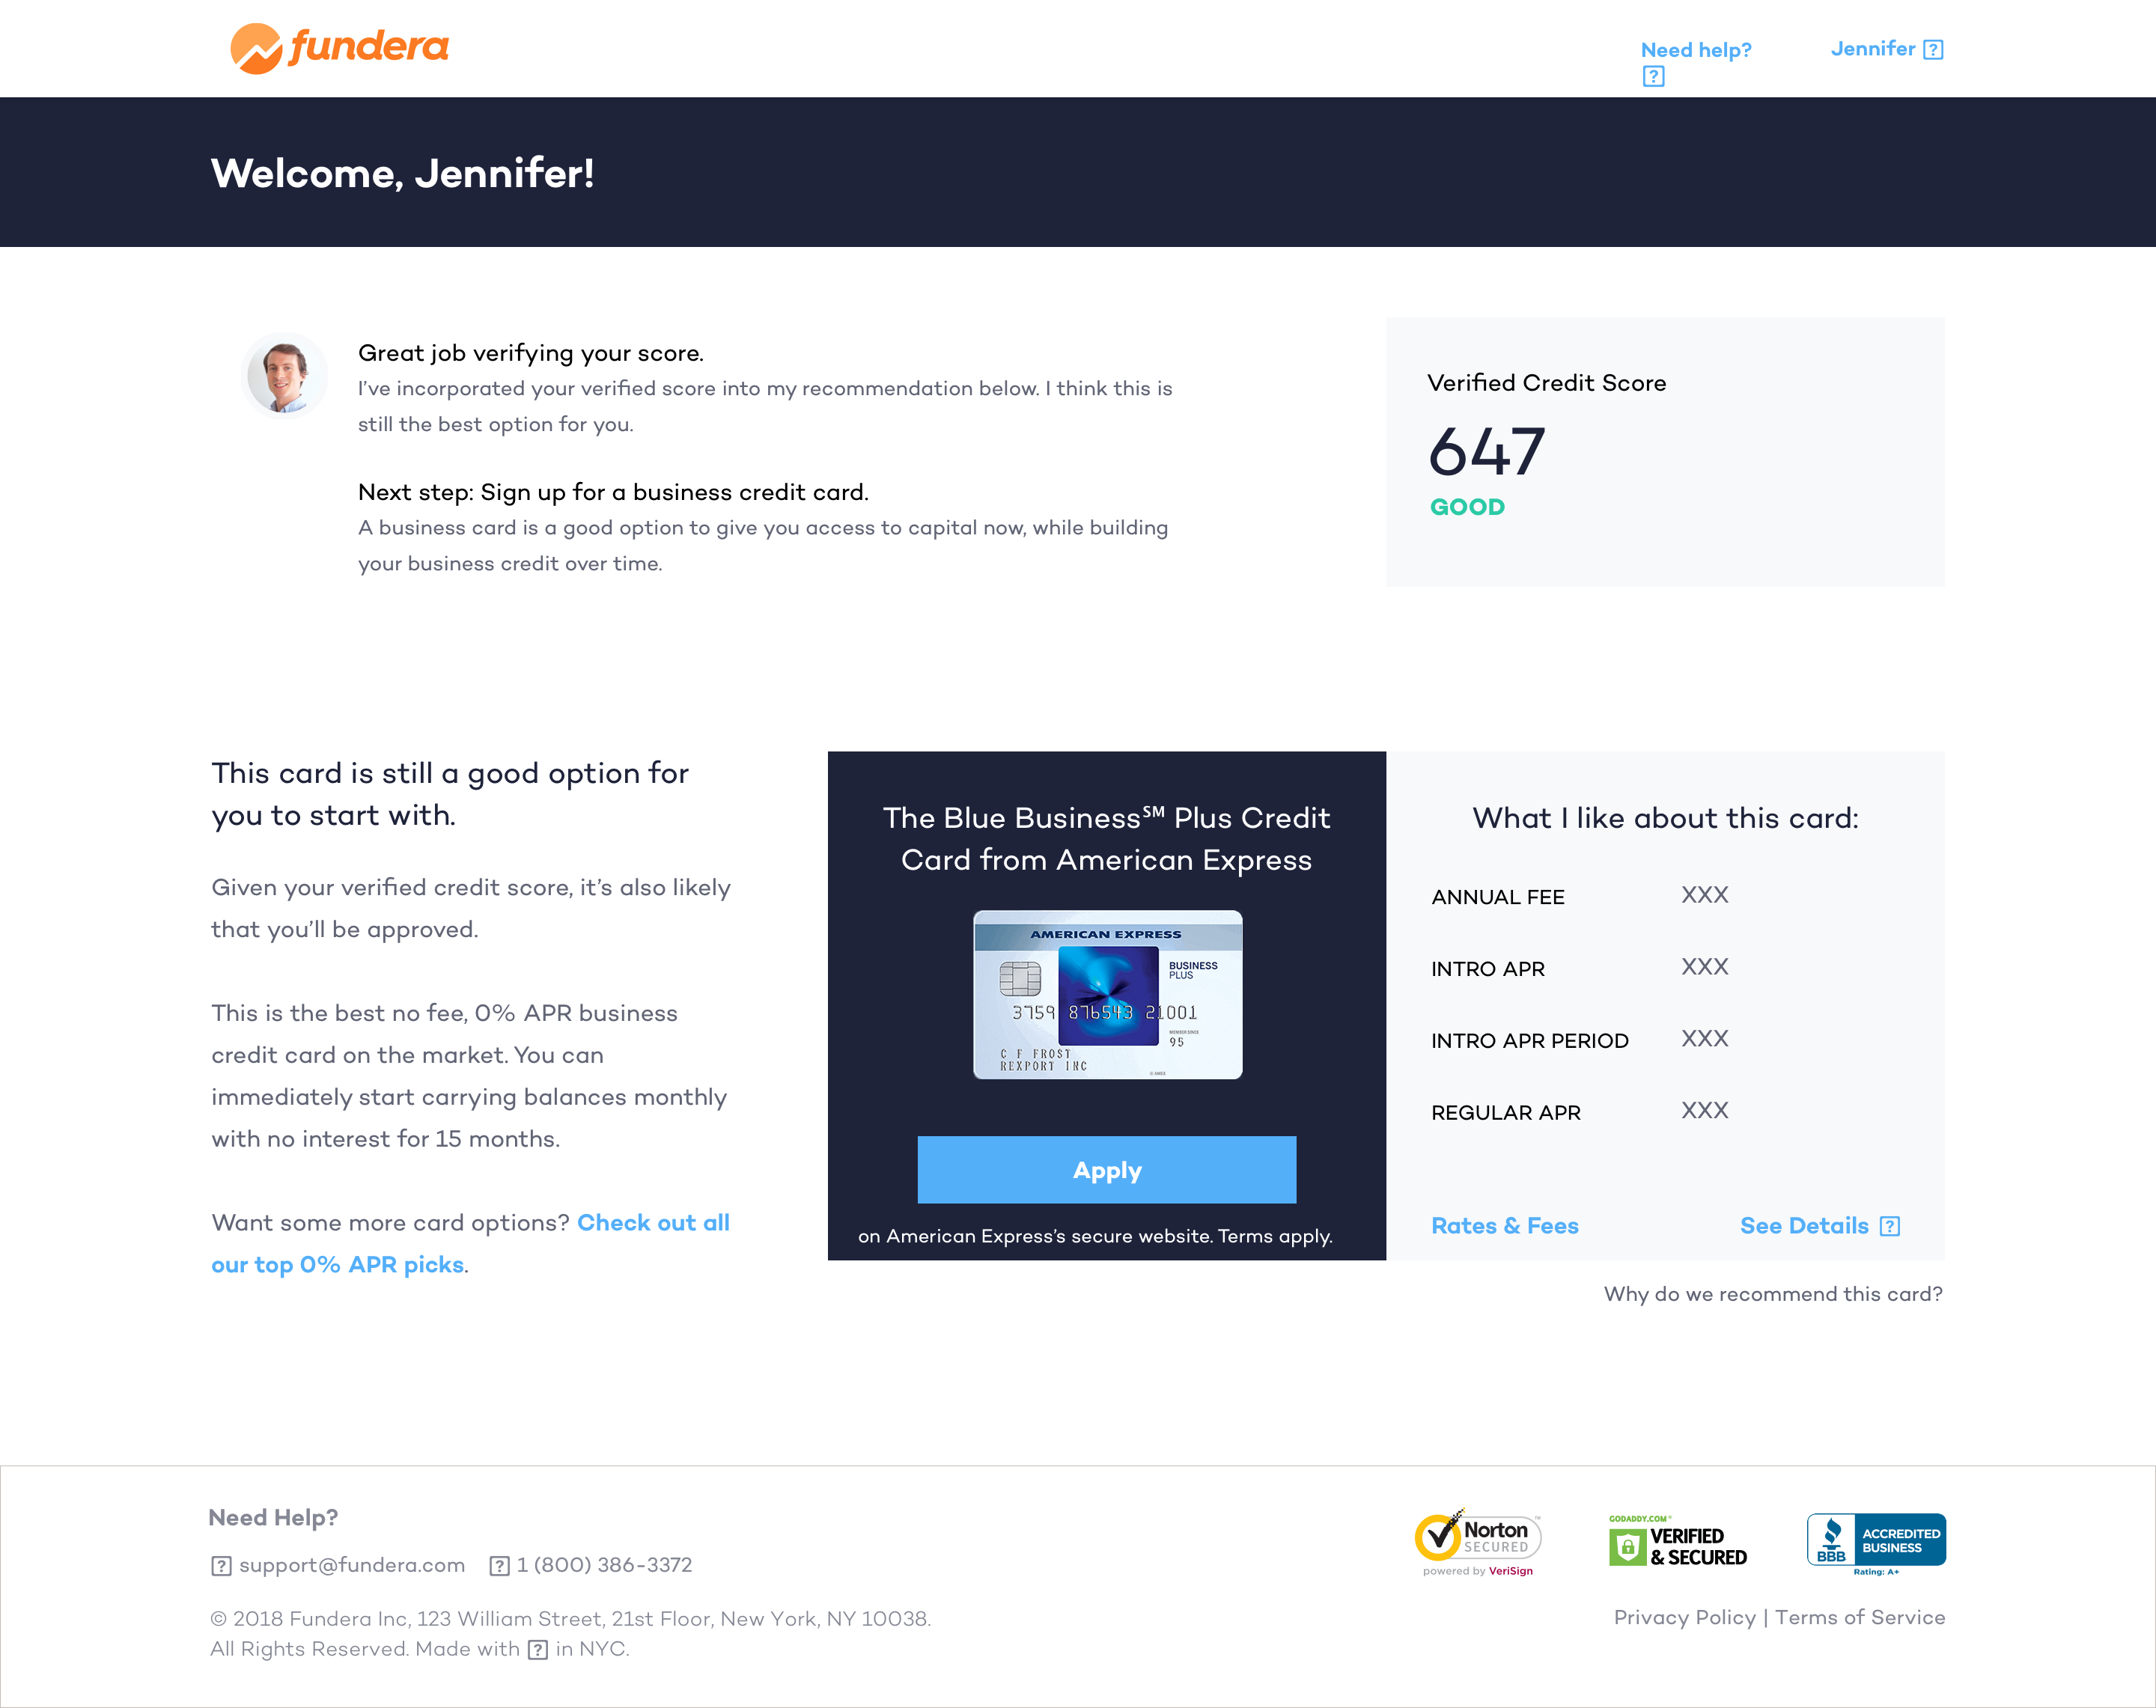 fundera
Need help?
Jennifer
Welcome, Jennifer!
Great job verifying your score.
I’ve incorporated your verified score into my recommendation below. I think this is
still the best option for you.
Next step: Sign up for a business credit card.
A business card is a good option to give you access to capital now, while building
your business credit over time.
Verified Credit Score
647
GOOD
This card is still a good option for
you to start with.
Given your verified credit score, it’s also likely
that you’ll be approved.
This is the best no fee, 0% APR business
credit card on the market. You can
immediately start carrying balances monthly
with no interest for 15 months.
Want some more card options? Check out all
our top 0% APR picks.
The Blue Business℠ Plus Credit
Card from American Express
AMERICAN EXPRESS
BUSINESS
PLUS
3759 876543 21001
MEMBER SINCE
95
C F FROST
REXPORT INC
© AMEX
Apply
on American Express’s secure website. Terms apply.
What I like about this card:
ANNUAL FEE XXX
INTRO APR XXX
INTRO APR PERIOD XXX
REGULAR APR XXX
Rates & Fees
See Details
Why do we recommend this card?
Need Help?
support@fundera.com 1 (800) 386-3372
© 2018 Fundera Inc, 123 William Street, 21st Floor, New York, NY 10038.
All Rights Reserved. Made with in NYC.
Norton
SECURED
powered by VeriSign
GODADDY.COM®
VERIFIED
& SECURED
BBB
ACCREDITED
BUSINESS
Rating: A+
Privacy Policy | Terms of Service